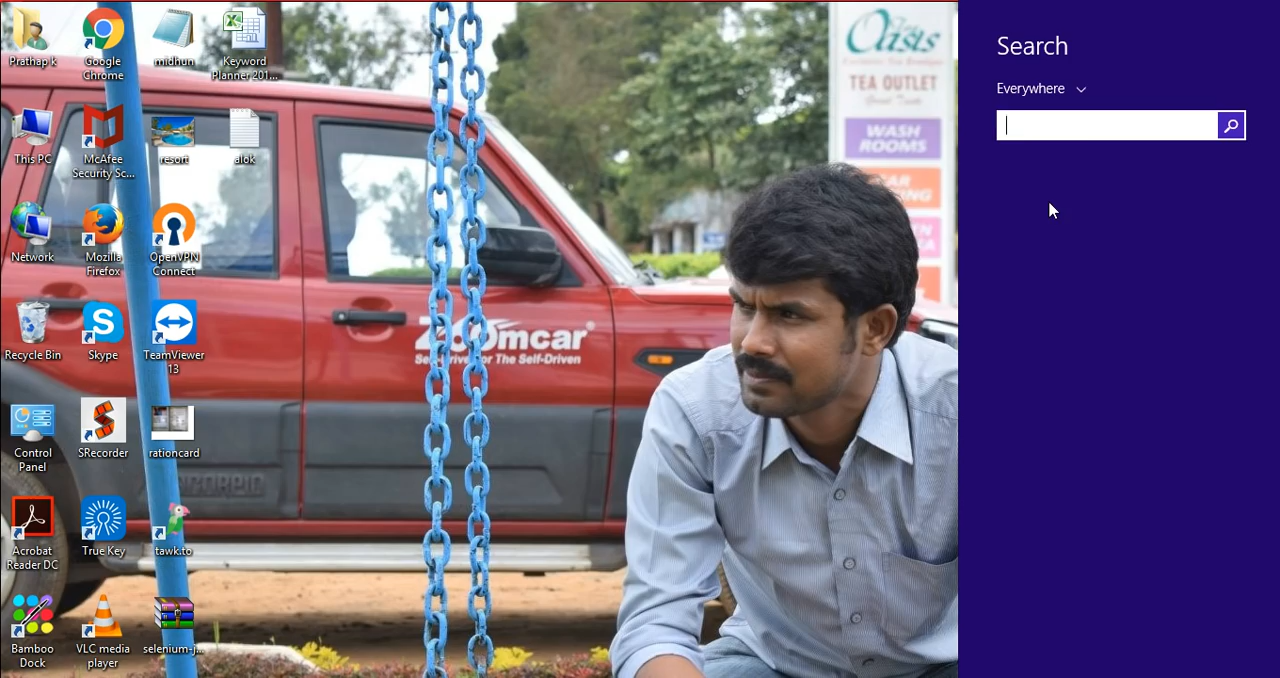 Prathap k
Google
Chrome
midhun
Keyword
Planner 201...
This PC
McAfee
Security Sc...
resort
alok
Network
Mozilla
Firefox
OpenVPN
Connect
Recycle Bin
Skype
TeamViewer
13
Control
Panel
SRecorder
rationcard
Acrobat
Reader DC
True Key
tawk.to
Bamboo
Dock
VLC media
player
selenium-j...
Oasis
TEA OUTLET
WASH
ROOMS
Zoomcar
Self-Drive For The Self-Driven
SCORPIO
Search
Everywhere